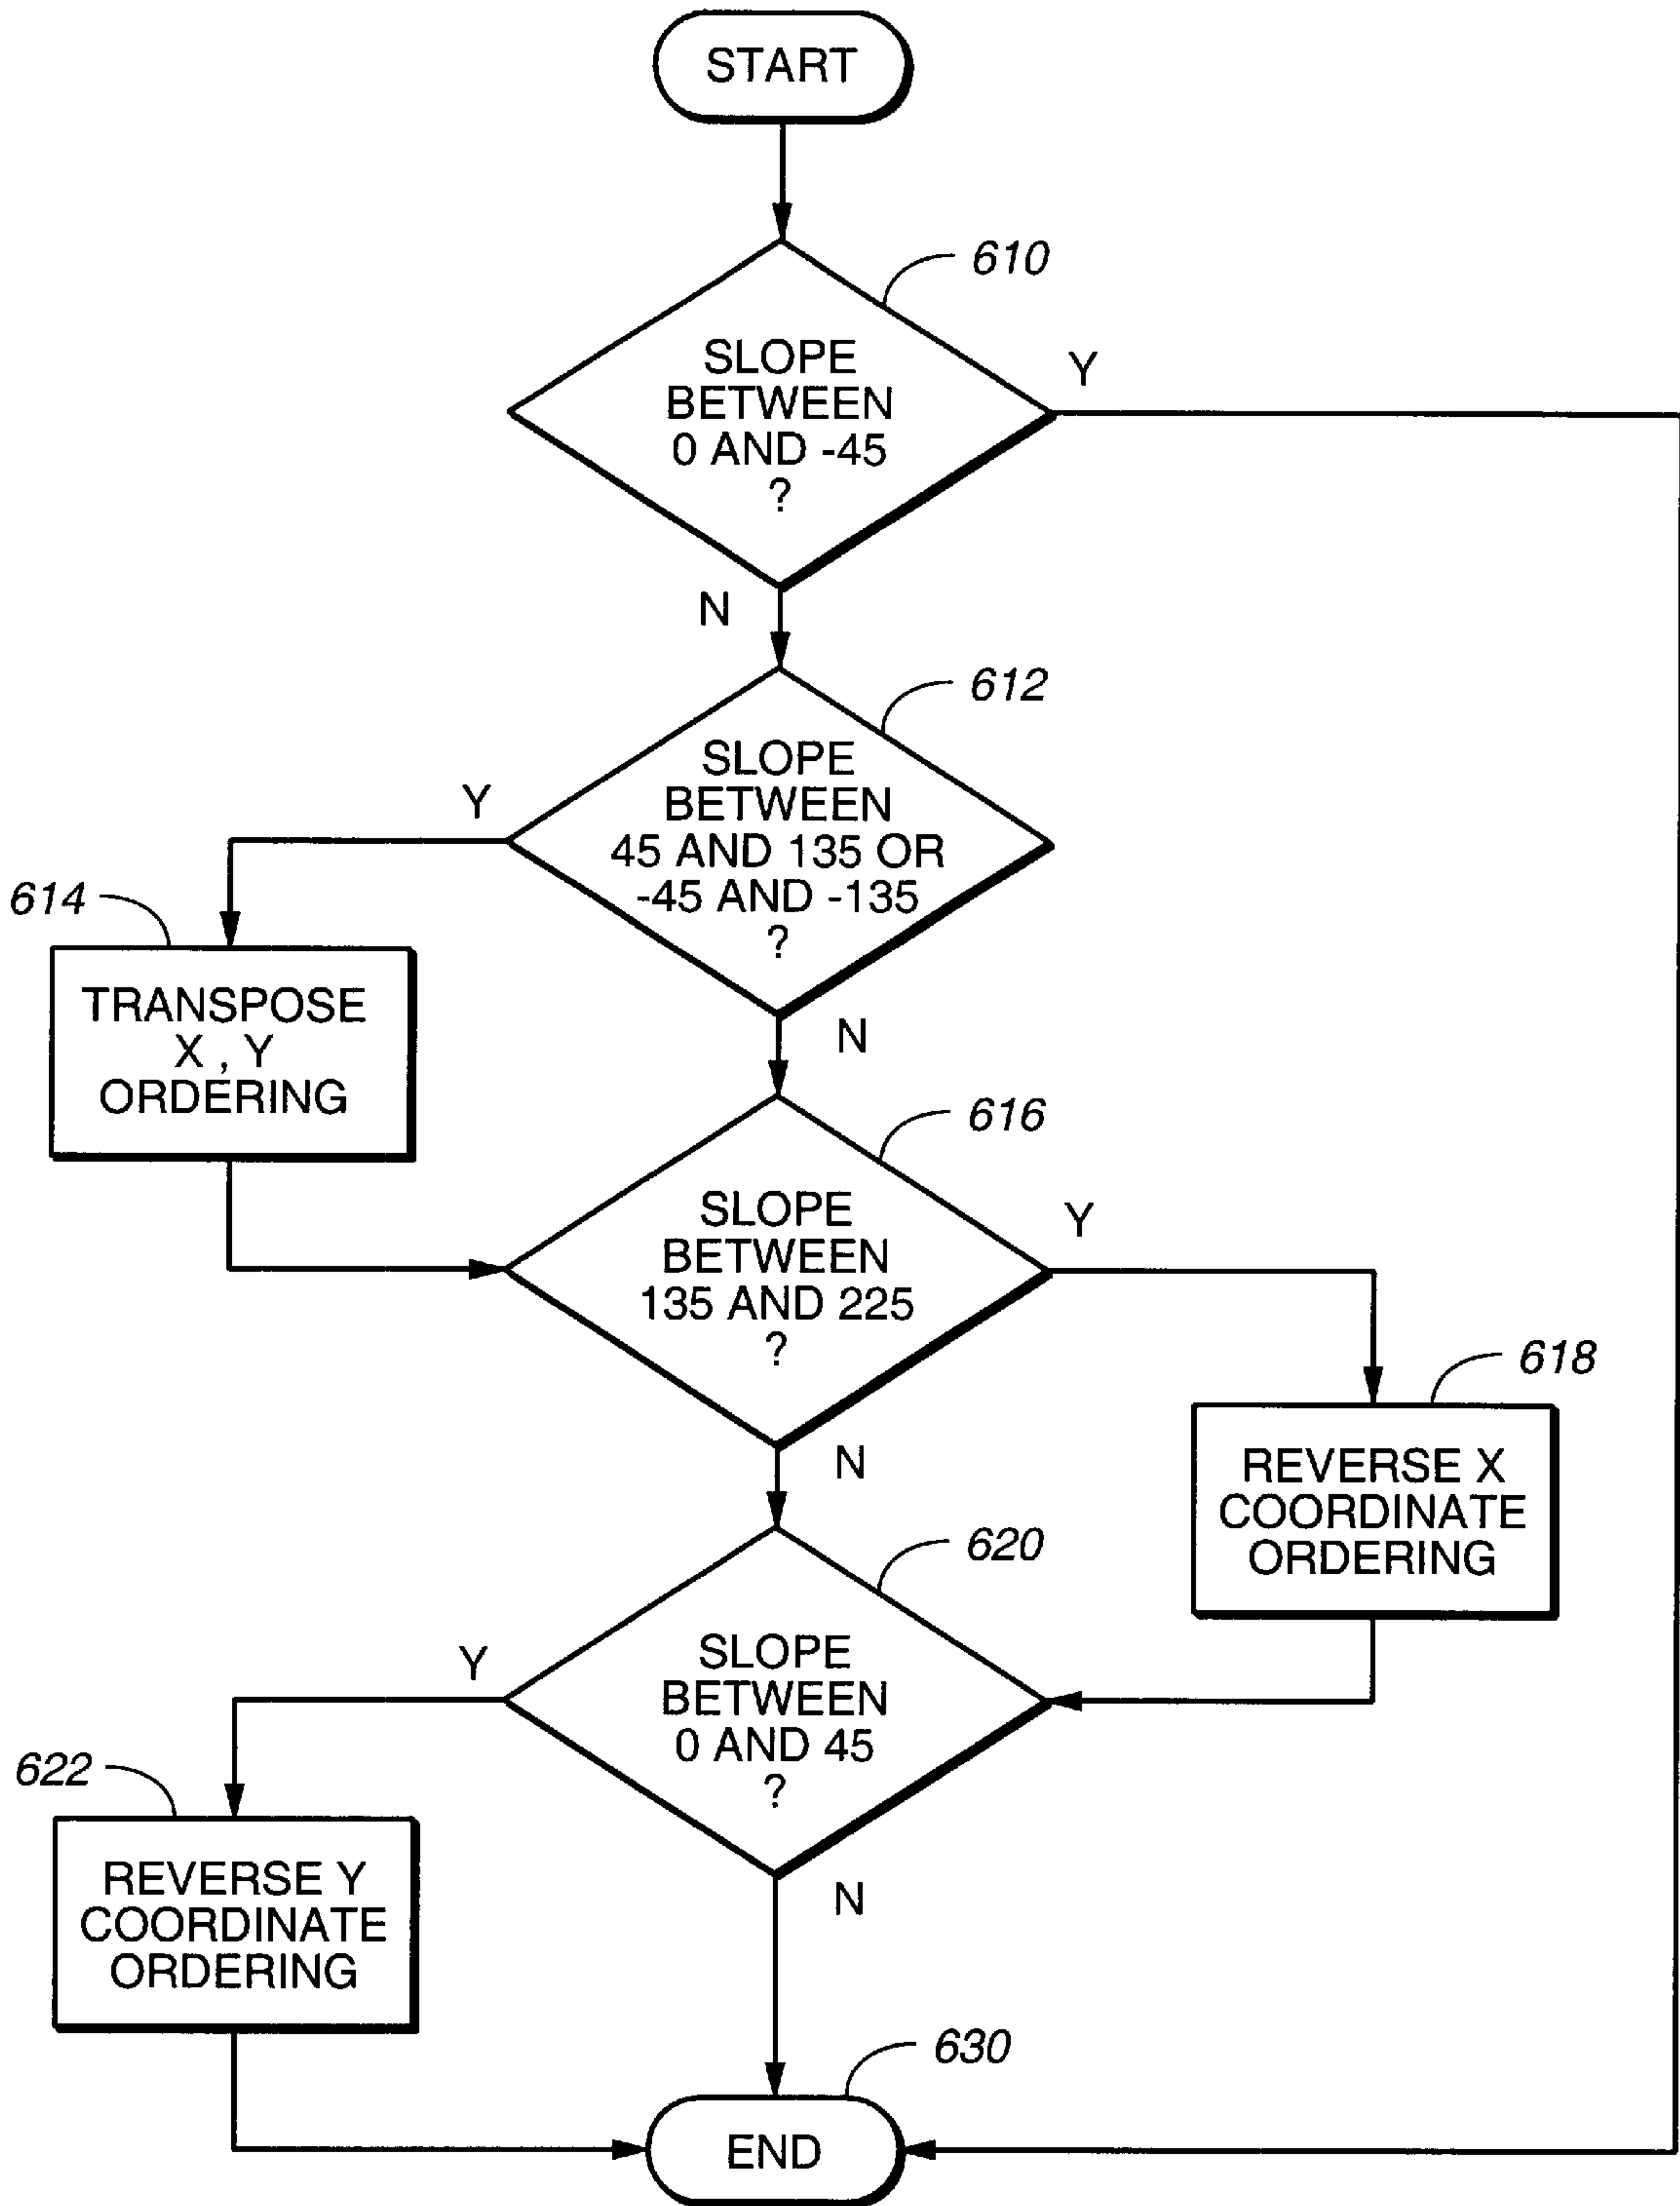 START
610
SLOPE
BETWEEN
0 AND -45
?
Y
N
612
SLOPE
BETWEEN
45 AND 135 OR
-45 AND -135
?
Y
N
614
TRANSPOSE
X , Y
ORDERING
616
SLOPE
BETWEEN
135 AND 225
?
Y
N
618
REVERSE X
COORDINATE
ORDERING
620
SLOPE
BETWEEN
0 AND 45
?
Y
N
622
REVERSE Y
COORDINATE
ORDERING
630
END